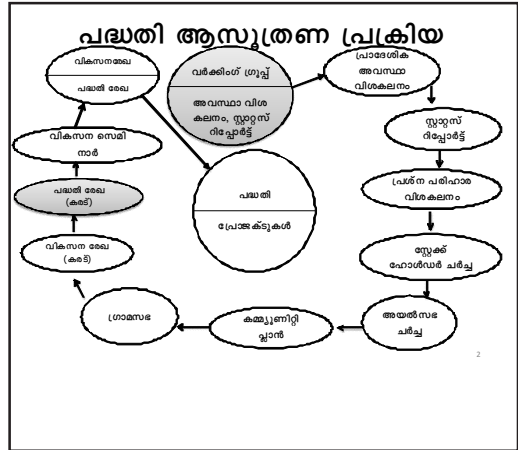 പദ്ധതി ആസൂത്രണ പ്രക്രിയ
വികസനരേഖ
പദ്ധതി രേഖ
വർക്കിംഗ് ഗ്രൂപ്പ്
അവസ്ഥാ വിശ
കലനം, സ്റ്റാറ്റസ്
റിപ്പോർട്ട്
പ്രാദേശിക
അവസ്ഥാ
വിശകലനം
സ്റ്റാറ്റസ്
റിപ്പോർട്ട്
പ്രശ്ന പരിഹാര
വിശകലനം
സ്റ്റേക്ക്
ഹോൾഡർ ചർച്ച
അയൽസഭ
ചർച്ച
കമ്മ്യൂണിറ്റി
പ്ലാൻ
ഗ്രാമസഭ
വികസന രേഖ
(കരട്)
പദ്ധതി രേഖ
(കരട്)
വികസന സെമി
നാർ
പദ്ധതി
പ്രോജക്ടുകൾ
2